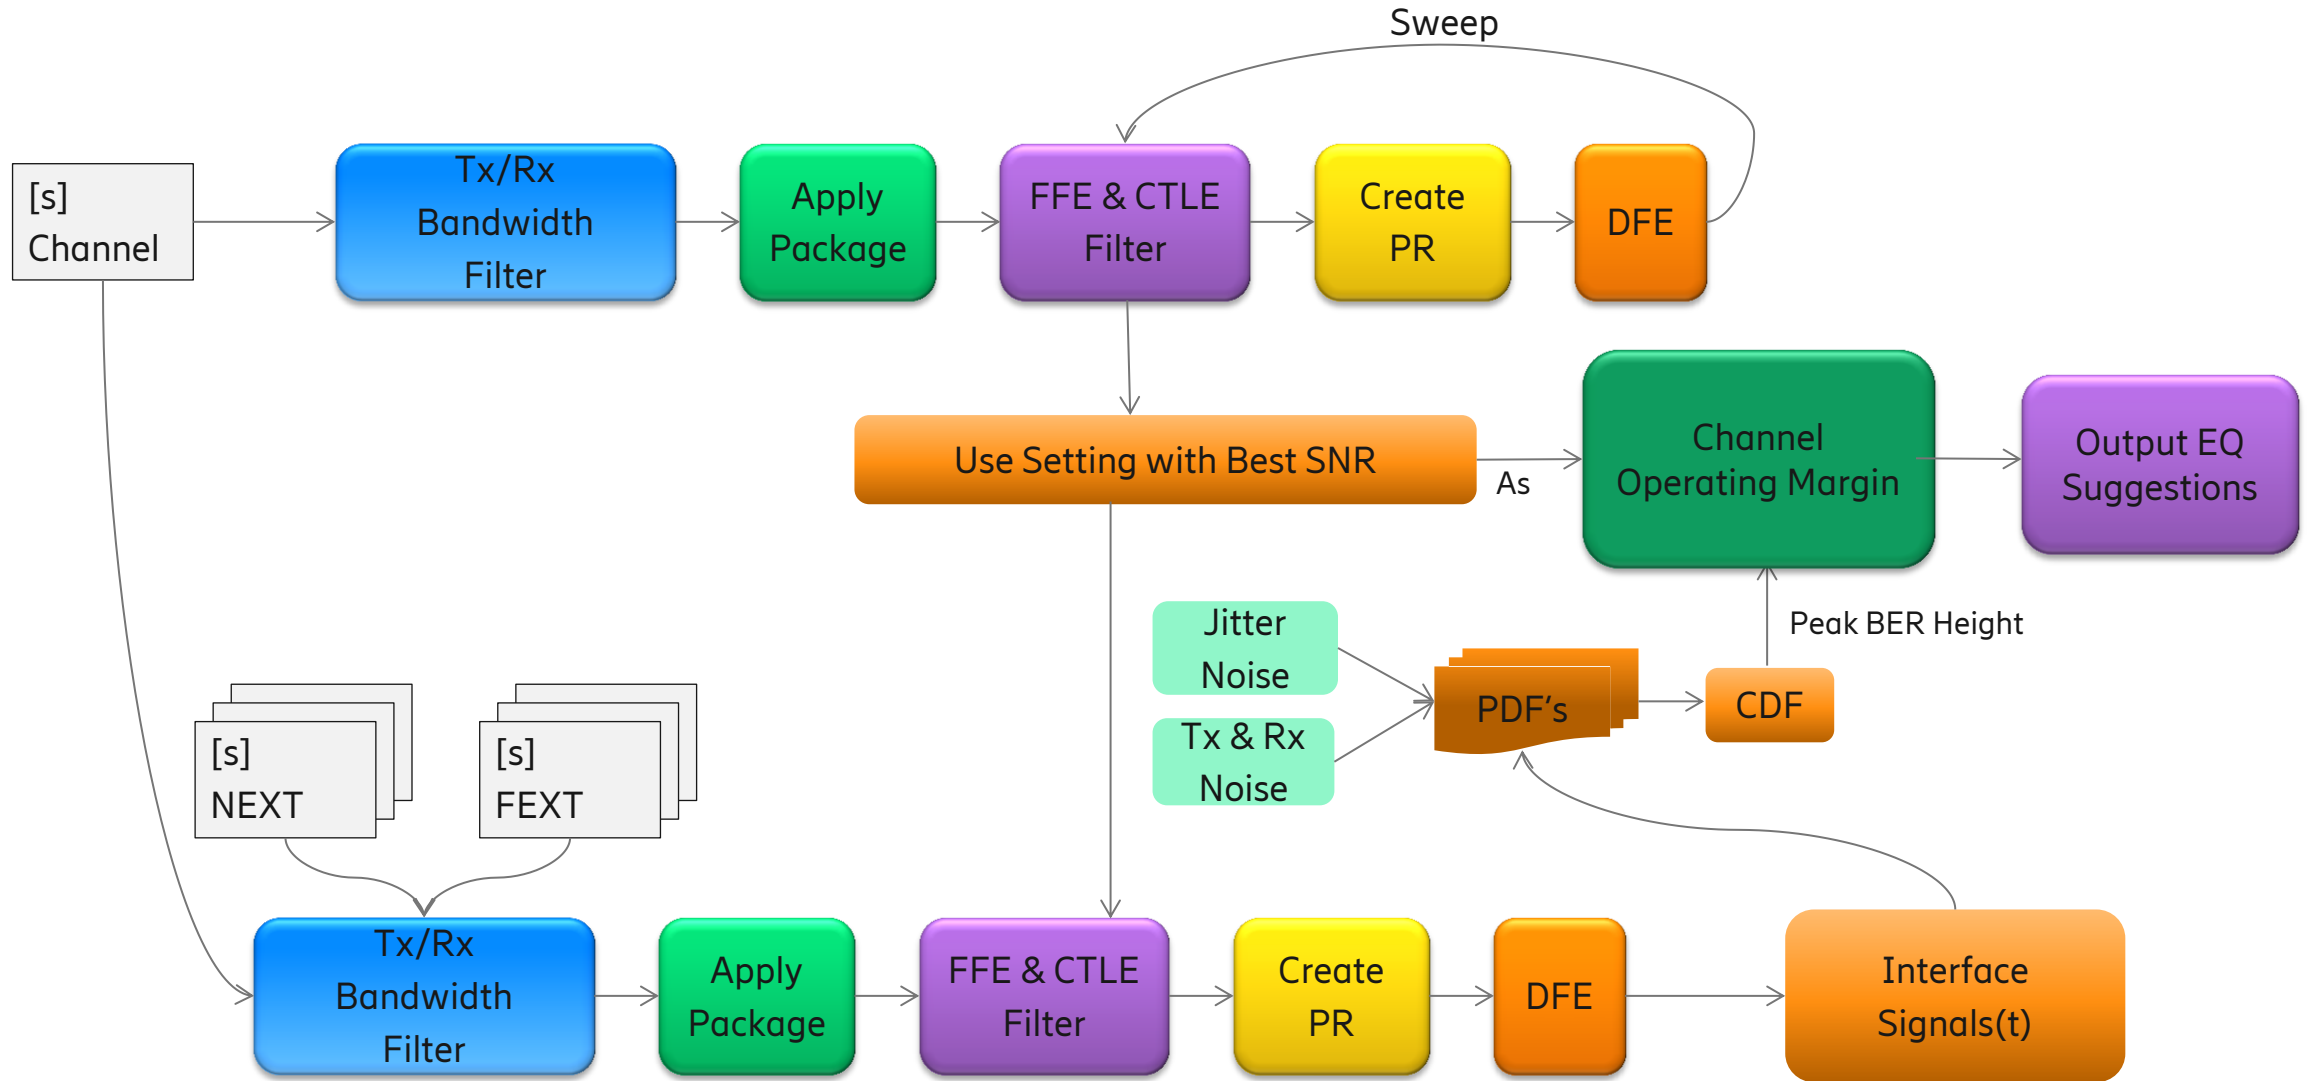 Sweep
[s]
Channel
Tx/Rx
Bandwidth
Filter
Apply
Package
FFE & CTLE
Filter
Create
PR
DFE
Use Setting with Best SNR
As
Channel
Operating Margin
Output EQ
Suggestions
Jitter
Noise
Tx & Rx
Noise
PDF’s
CDF
Peak BER Height
[s]
NEXT
[s]
FEXT
Tx/Rx
Bandwidth
Filter
Apply
Package
FFE & CTLE
Filter
Create
PR
DFE
Interface
Signals(t)